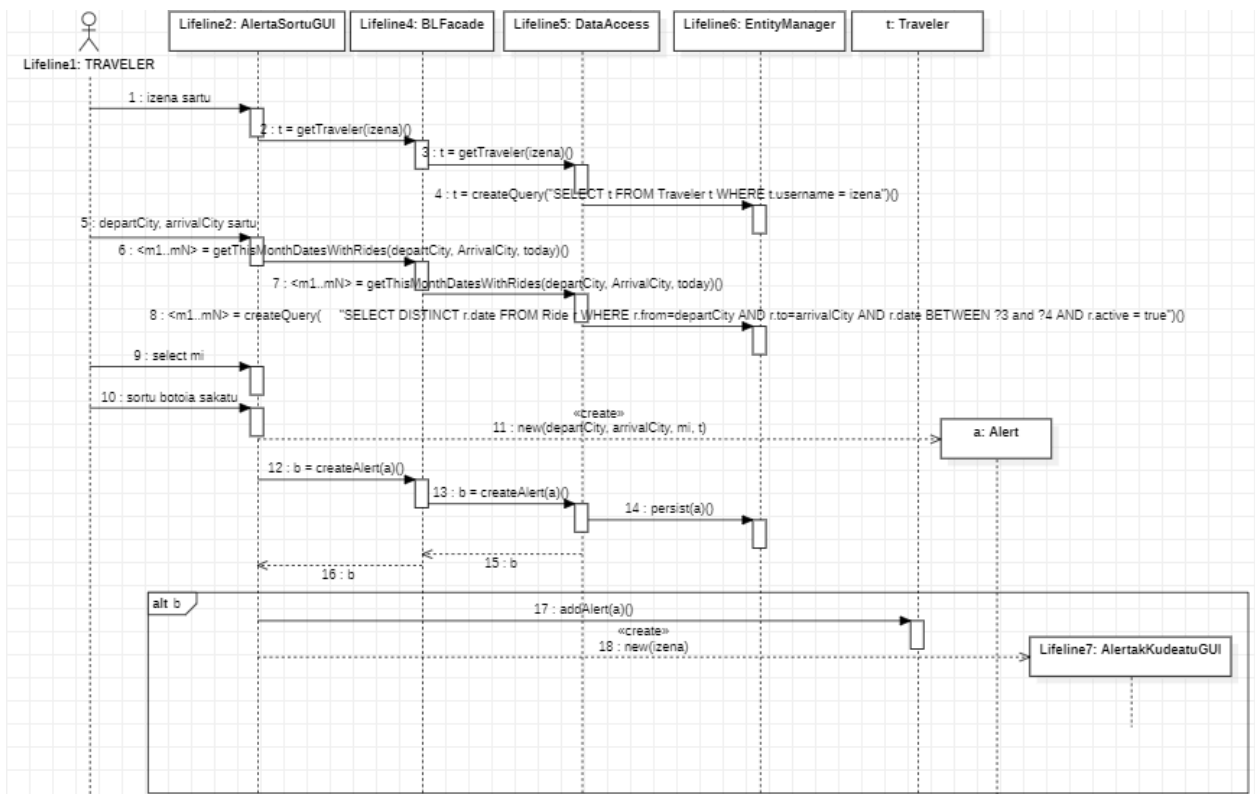 Lifeline2: AlertaSortuGUI
Lifeline4: BLFacade
Lifeline5: DataAccess
Lifeline6: EntityManager
t: Traveler
Lifeline1: TRAVELER
1 : izena sartu
2 : t = getTraveler(izena)()
3 : t = getTraveler(izena)()
4 : t = createQuery("SELECT t FROM Traveler t WHERE t.username = izena")()
5 : departCity, arrivalCity sartu
6 : <m1..mN> = getThisMonthDatesWithRides(departCity, ArrivalCity, today)()
7 : <m1..mN> = getThisMonthDatesWithRides(departCity, ArrivalCity, today)()
8 : <m1..mN> = createQuery( "SELECT DISTINCT r.date FROM Ride r WHERE r.from=departCity AND r.to=arrivalCity AND r.date BETWEEN ?3 and ?4 AND r.active = true")()
9 : select mi
10 : sortu botoia sakatu
«create»
11 : new(departCity, arrivalCity, mi, t)
a: Alert
12 : b = createAlert(a)()
13 : b = createAlert(a)()
14 : persist(a)()
15 : b
16 : b
alt b
17 : addAlert(a)()
«create»
18 : new(izena)
Lifeline7: AlertakKudeatuGUI